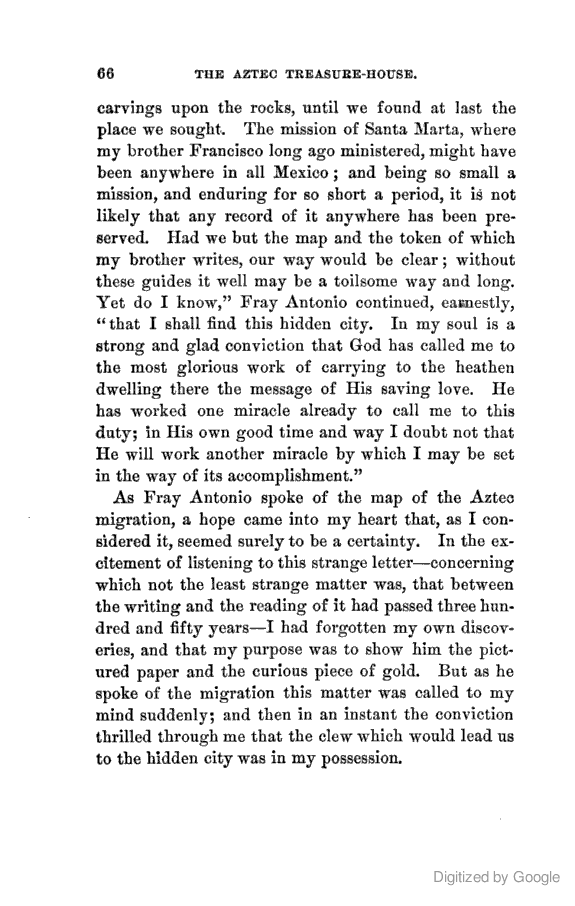 66 THE AZTEC TREASURE-HOUSE.
carvings upon the rocks, until we found at last the
place we sought. The mission of Santa Marta, where
my brother Francisco long ago ministered, might have
been anywhere in all Mexico; and being so small a
mission, and enduring for so short a period, it is not
likely that any record of it anywhere has been pre-
served. Had we but the map and the token of which
my brother writes, our way would be clear; without
these guides it well may be a toilsome way and long.
Yet do I know,” Fray Antonio continued, earnestly,
“that I shall find this hidden city. In my soul is a
strong and glad conviction that God has called me to
the most glorious work of carrying to the heathen
dwelling there the message of His saving love. He
has worked one miracle already to call me to this
duty; in His own good time and way I doubt not that
He will work another miracle by which I may be set
in the way of its accomplishment.”
As Fray Antonio spoke of the map of the Aztec
migration, a hope came into my heart that, as I con-
sidered it, seemed surely to be a certainty. In the ex-
citement of listening to this strange letter—concerning
which not the least strange matter was, that between
the writing and the reading of it had passed three hun-
dred and fifty years—I had forgotten my own discov-
eries, and that my purpose was to show him the pict-
ured paper and the curious piece of gold. But as he
spoke of the migration this matter was called to my
mind suddenly; and then in an instant the conviction
thrilled through me that the clew which would lead us
to the hidden city was in my possession.
Digitized by Google